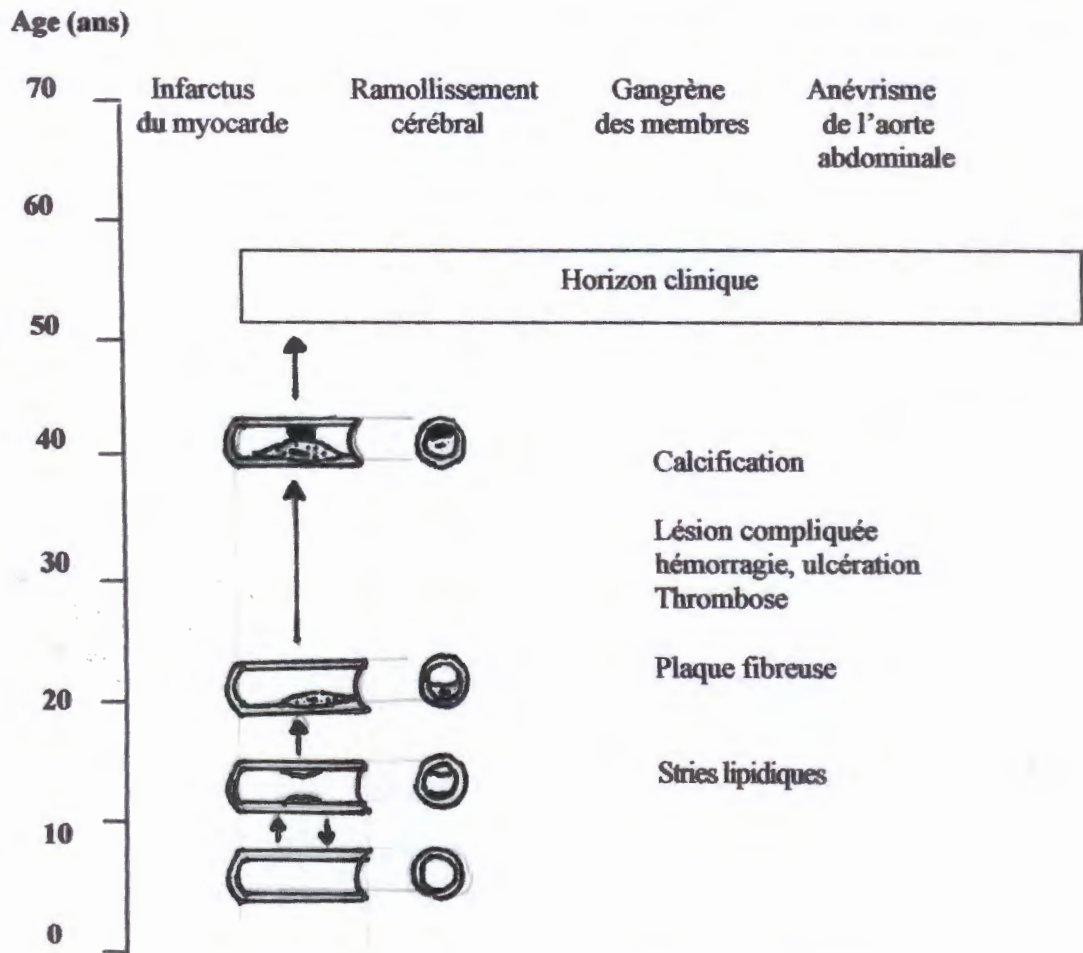 Age (ans)
70
Infarctus
du myocarde
Ramollissement
cérébral
Gangrène
des membres
Anévrisme
de l'aorte
abdominale
60
Horizon clinique
50
40
Calcification
Lésion compliquée
hémorragie, ulcération
Thrombose
30
Plaque fibreuse
20
Stries lipidiques
10
0